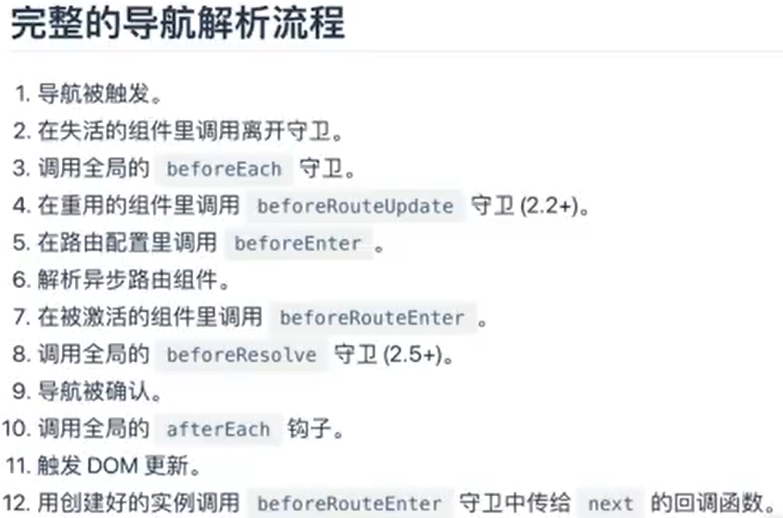 完整的导航解析流程
1. 导航被触发。
2. 在失活的组件里调用离开守卫。
3. 调用全局的 beforeEach 守卫。
4. 在重用的组件里调用 beforeRouteUpdate 守卫 (2.2+)。
5. 在路由配置里调用 beforeEnter 。
6. 解析异步路由组件。
7. 在被激活的组件里调用 beforeRouteEnter 。
8. 调用全局的 beforeResolve 守卫 (2.5+)。
9. 导航被确认。
10. 调用全局的 afterEach 钩子。
11. 触发 DOM 更新。
12. 用创建好的实例调用 beforeRouteEnter 守卫中传给 next 的回调函数。